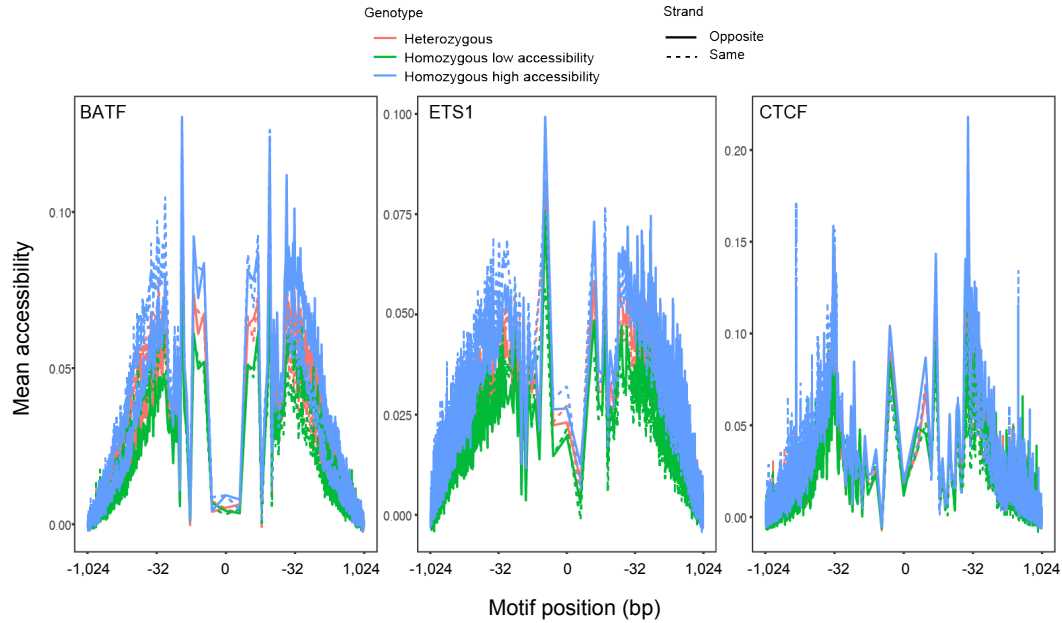 Genotype
Heterozygous
Homozygous low accessibility
Homozygous high accessibility
Strand
Opposite
Same
Mean accessibility
BATF
0.10
0.05
0.00
-1,024 -32 0 -32 1,024
ETS1
0.100
0.075
0.050
0.025
0.000
-1,024 -32 0 -32 1,024
CTCF
0.20
0.15
0.10
0.05
0.00
-1,024 -32 0 -32 1,024
Motif position (bp)